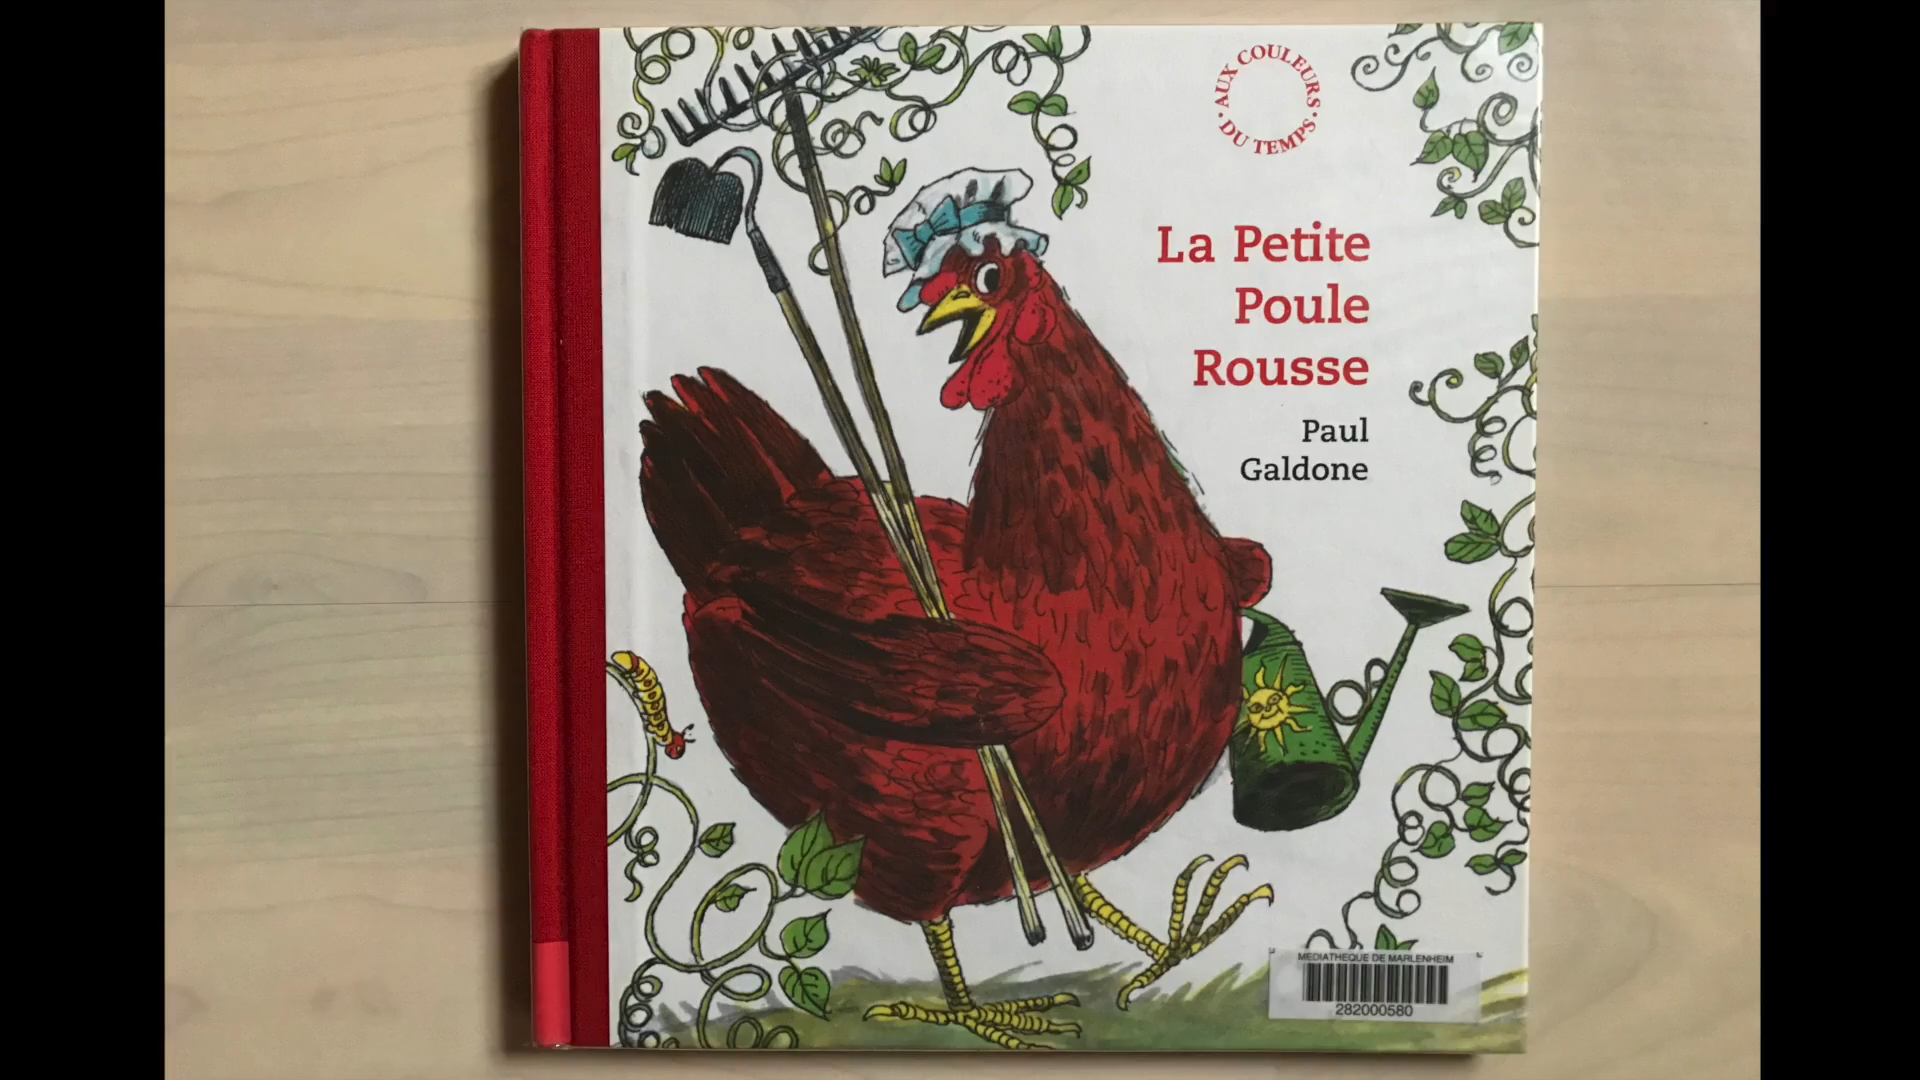 AUX COULEURS
DU TEMPS
La Petite
Poule
Rousse
Paul
Galdone
MEDIATHEQUE DE MARLENHEIM
282000580